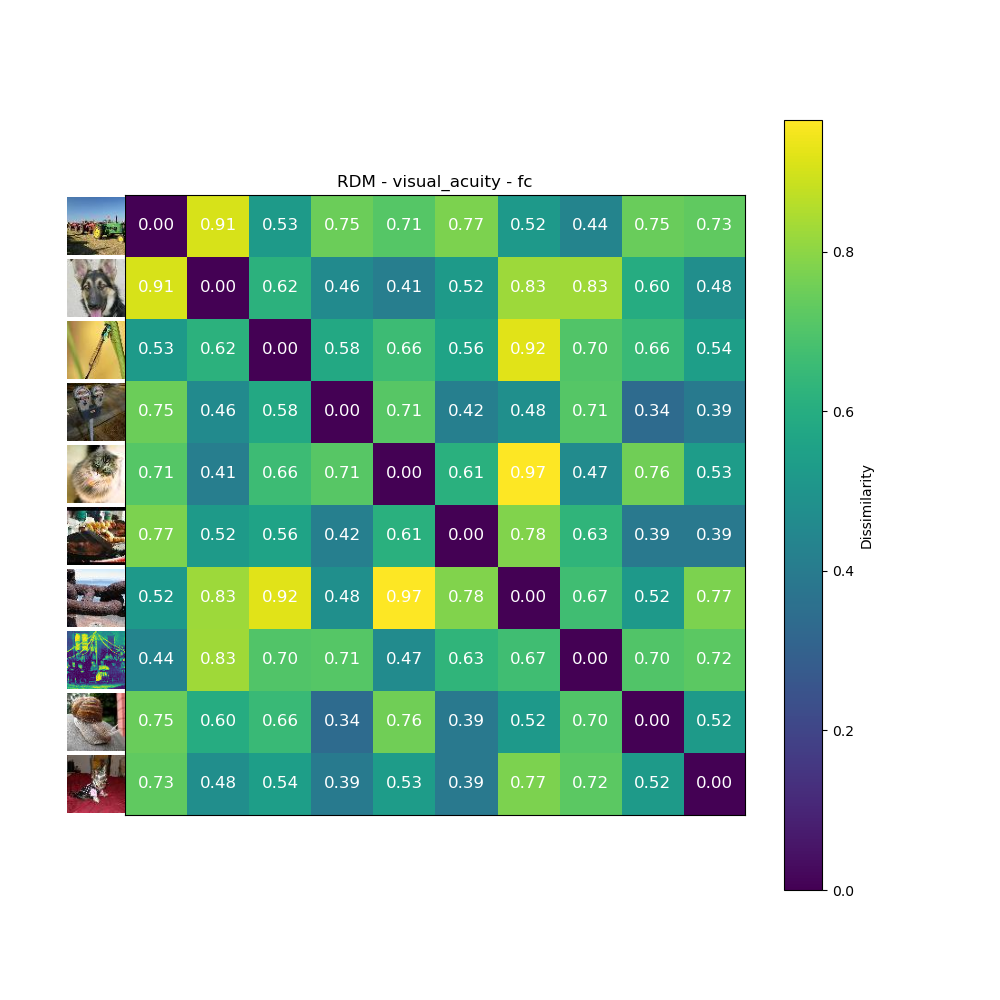 RDM - visual_acuity - fc
0.00 0.91 0.53 0.75 0.71 0.77 0.52 0.44 0.75 0.73
0.91 0.00 0.62 0.46 0.41 0.52 0.83 0.83 0.60 0.48
0.53 0.62 0.00 0.58 0.66 0.56 0.92 0.70 0.66 0.54
0.75 0.46 0.58 0.00 0.71 0.42 0.48 0.71 0.34 0.39
0.71 0.41 0.66 0.71 0.00 0.61 0.97 0.47 0.76 0.53
0.77 0.52 0.56 0.42 0.61 0.00 0.78 0.63 0.39 0.39
0.52 0.83 0.92 0.48 0.97 0.78 0.00 0.67 0.52 0.77
0.44 0.83 0.70 0.71 0.47 0.63 0.67 0.00 0.70 0.72
0.75 0.60 0.66 0.34 0.76 0.39 0.52 0.70 0.00 0.52
0.73 0.48 0.54 0.39 0.53 0.39 0.77 0.72 0.52 0.00
0.8
0.6
0.4
0.2
0.0
Dissimilarity